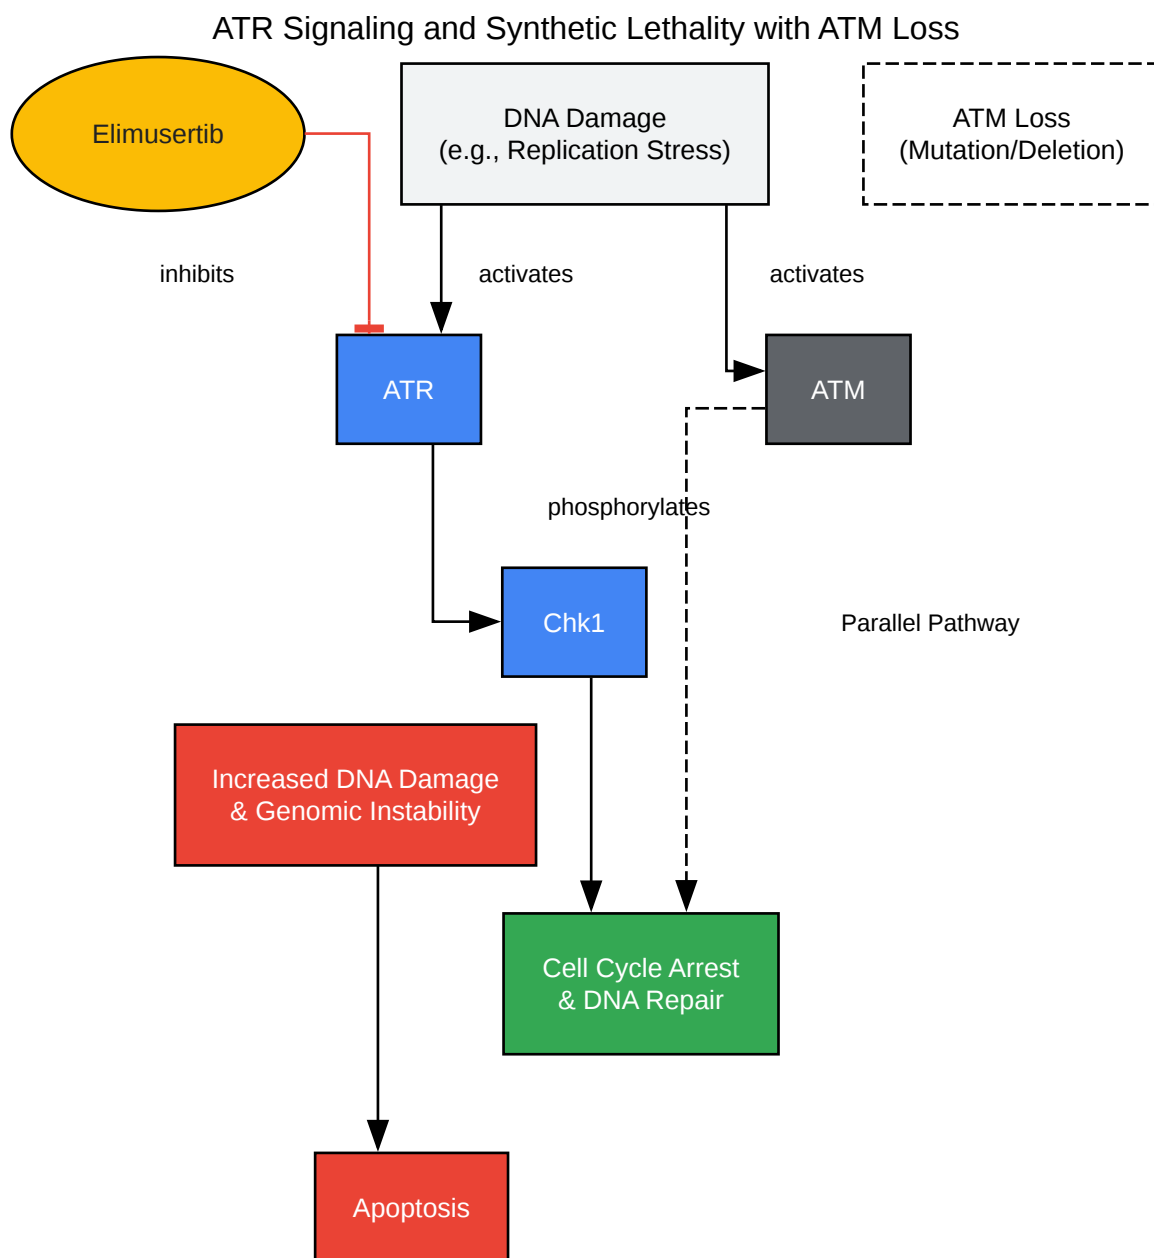 ATR Signaling and Synthetic Lethality with ATM Loss
Elimusertib
DNA Damage
(e.g., Replication Stress)
ATM Loss
(Mutation/Deletion)
inhibits
activates
activates
ATR
ATM
phosphorylates
Chk1
Parallel Pathway
Increased DNA Damage
& Genomic Instability
Cell Cycle Arrest
& DNA Repair
Apoptosis